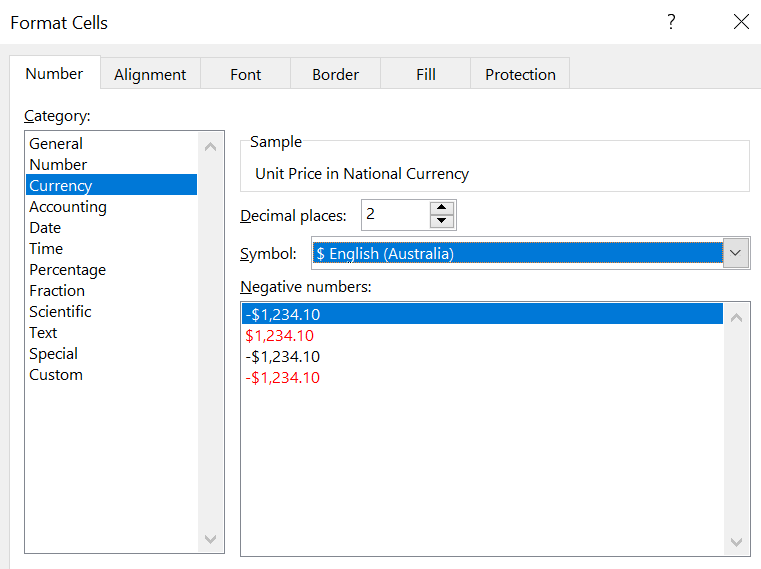 Format Cells ? ×
Number Alignment Font Border Fill Protection
Category:
General
Number
Currency
Accounting
Date
Time
Percentage
Fraction
Scientific
Text
Special
Custom
Sample
Unit Price in National Currency
Decimal places: 2
Symbol: $ English (Australia)
Negative numbers:
-$1,234.10
$1,234.10
-$1,234.10
-$1,234.10